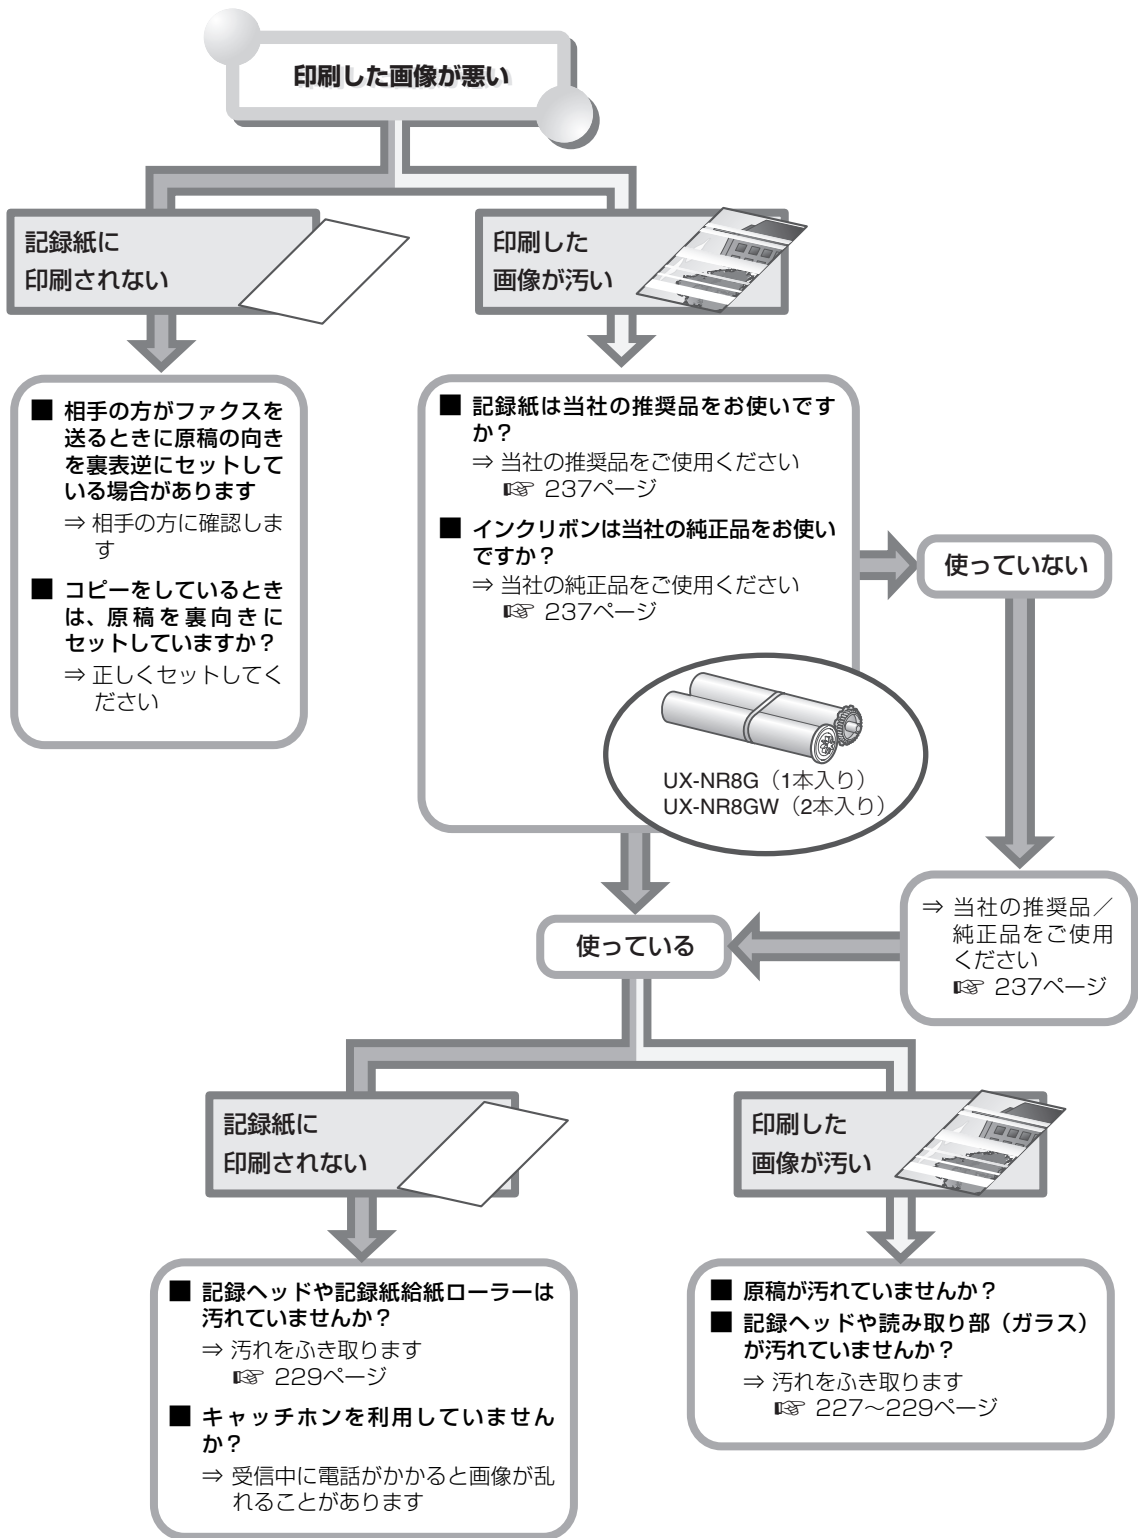 印刷した画像が悪い
記録紙に
印刷されない
印刷した
画像が汚い
■ 相手の方がファクスを
送るときに原稿の向き
を裏表逆にセットして
いる場合があります
⇒ 相手の方に確認しま
す
■ コピーをしているとき
は、原稿を裏向きに
セットしていますか？
⇒ 正しくセットしてく
ださい
■ 記録紙は当社の推奨品をお使いです
か？
⇒ 当社の推奨品をご使用ください
☞ 237ページ
■ インクリボンは当社の純正品をお使い
ですか？
⇒ 当社の純正品をご使用ください
☞ 237ページ
UX-NR8G（1本入り）
UX-NR8GW（2本入り）
使っていない
⇒ 当社の推奨品／
純正品をご使用
ください
☞ 237ページ
使っている
記録紙に
印刷されない
印刷した
画像が汚い
■ 記録ヘッドや記録紙給紙ローラーは
汚れていませんか？
⇒ 汚れをふき取ります
☞ 229ページ
■ キャッチホンを利用していません
か？
⇒ 受信中に電話がかかると画像が乱
れることがあります
■ 原稿が汚れていませんか？
■ 記録ヘッドや読み取り部（ガラス）
が汚れていませんか？
⇒ 汚れをふき取ります
☞ 227～229ページ